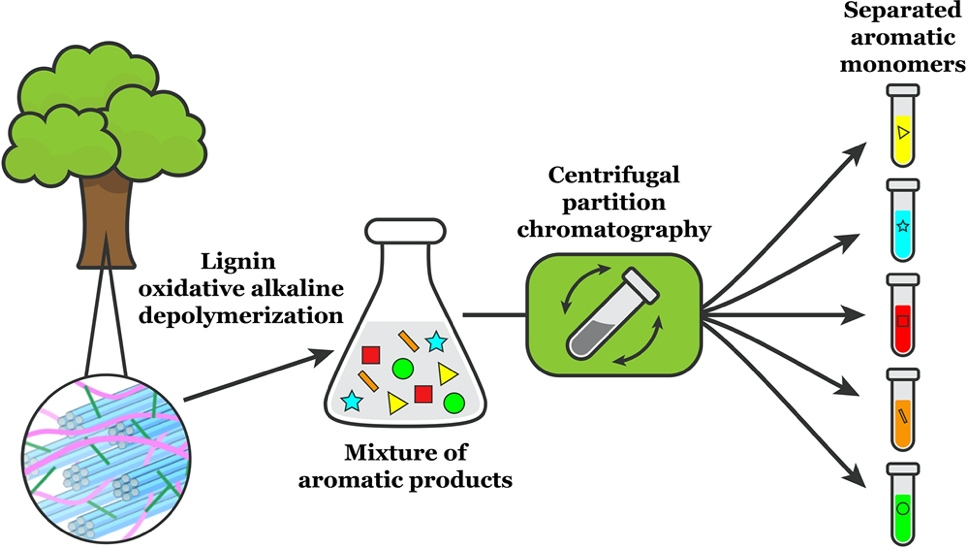 Separated
aromatic
monomers
Centrifugal
partition
chromatography
Lignin
oxidative alkaline
depolymerization
Mixture of
aromatic products